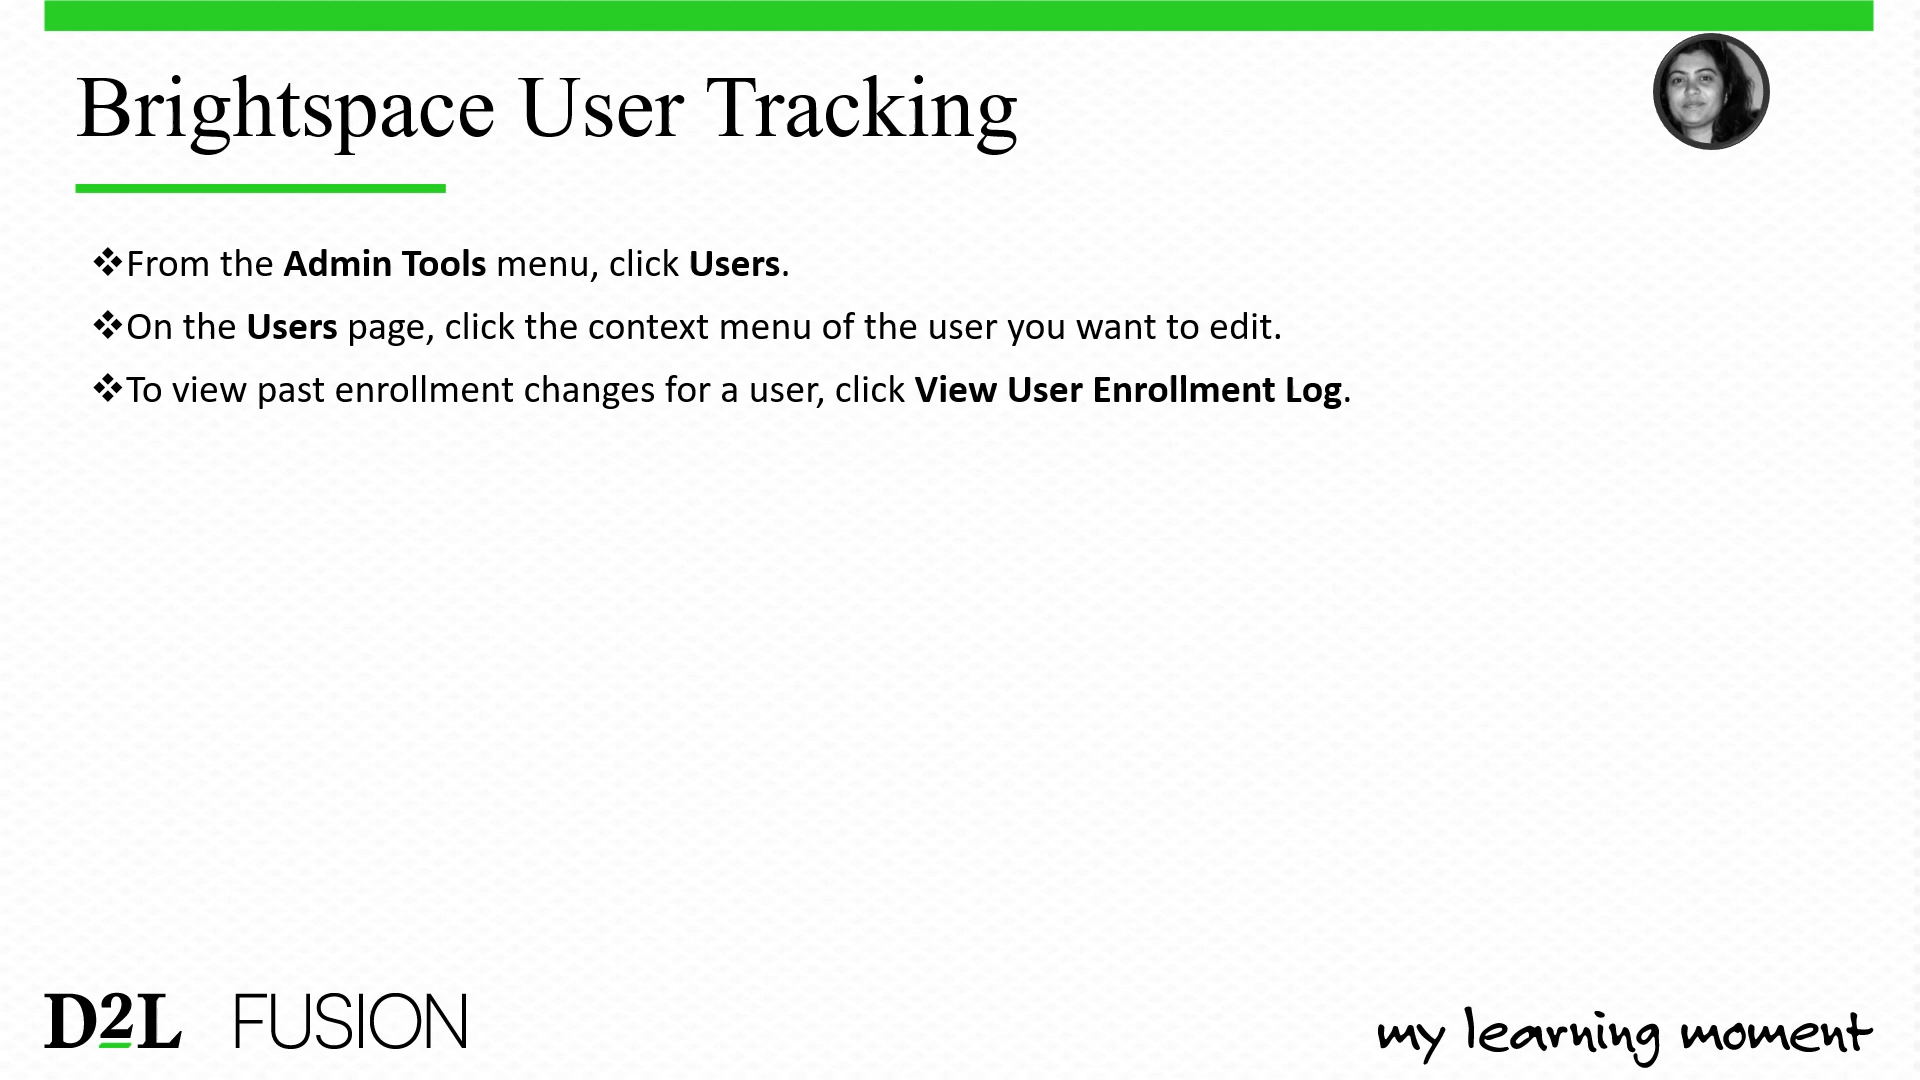 Brightspace User Tracking
❖From the Admin Tools menu, click Users.
❖On the Users page, click the context menu of the user you want to edit.
❖To view past enrollment changes for a user, click View User Enrollment Log.
D2L FUSION
my learning moment